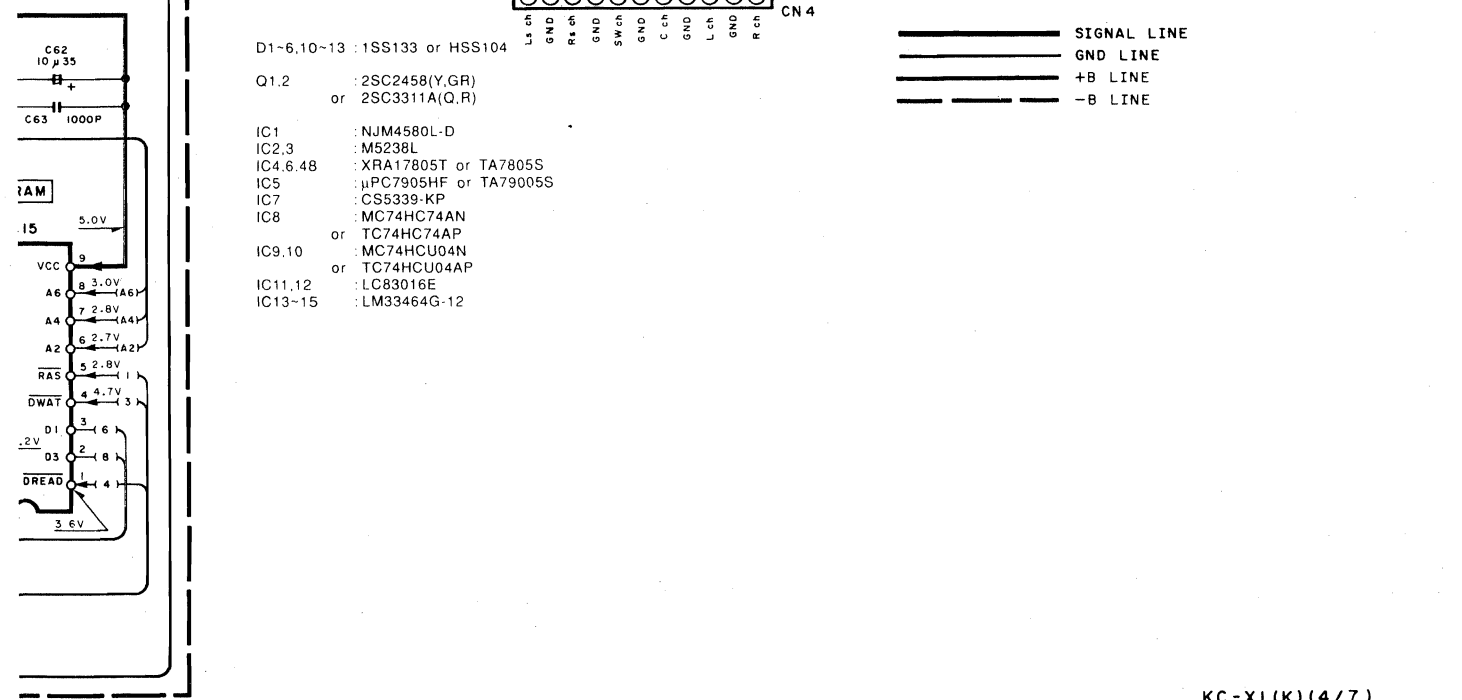 CN4
Ls ch
GND
Rs ch
GND
SW ch
GND
C ch
GND
L ch
GND
R ch
D1~6,10~13 : 1SS133 or HSS104
Q1,2 : 2SC2458(Y,GR)
or 2SC3311A(Q,R)
IC1 : NJM4580L-D
IC2,3 : M5238L
IC4,6,48 : XRA17805T or TA7805S
IC5 : µPC7905HF or TA79005S
IC7 : CS5339-KP
IC8 : MC74HC74AN
or TC74HC74AP
IC9,10 : MC74HCU04N
or TC74HCU04AP
IC11,12 : LC83016E
IC13~15 : LM33464G-12
SIGNAL LINE
GND LINE
+B LINE
−B LINE
C62
10µ35
+
C63 1000P
RAM
15
5.0V
VCC 9
A6 8 3.0V (A6)
A4 7 2.8V (A4)
A2 6 2.7V (A2)
RAS 5 2.8V 1
DWAT 4 4.7V 3
D1 3 6
.2V
D3 2 8
DREAD 1 4
3.6V
KC-X1(K)(4/7)